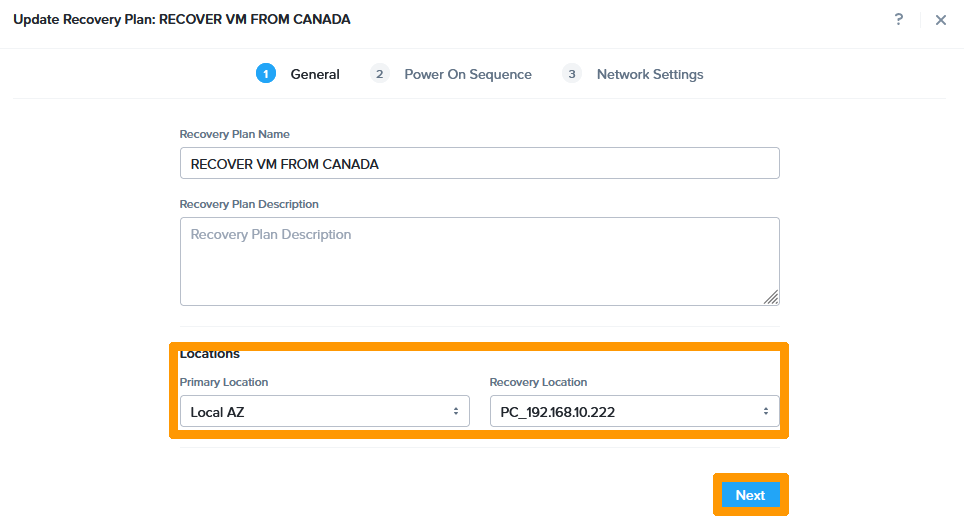 Update Recovery Plan: RECOVER VM FROM CANADA ?
1 General 2 Power On Sequence 3 Network Settings
Recovery Plan Name
RECOVER VM FROM CANADA
Recovery Plan Description
Recovery Plan Description
Locations
Primary Location Recovery Location
Local AZ PC_192.168.10.222
Next